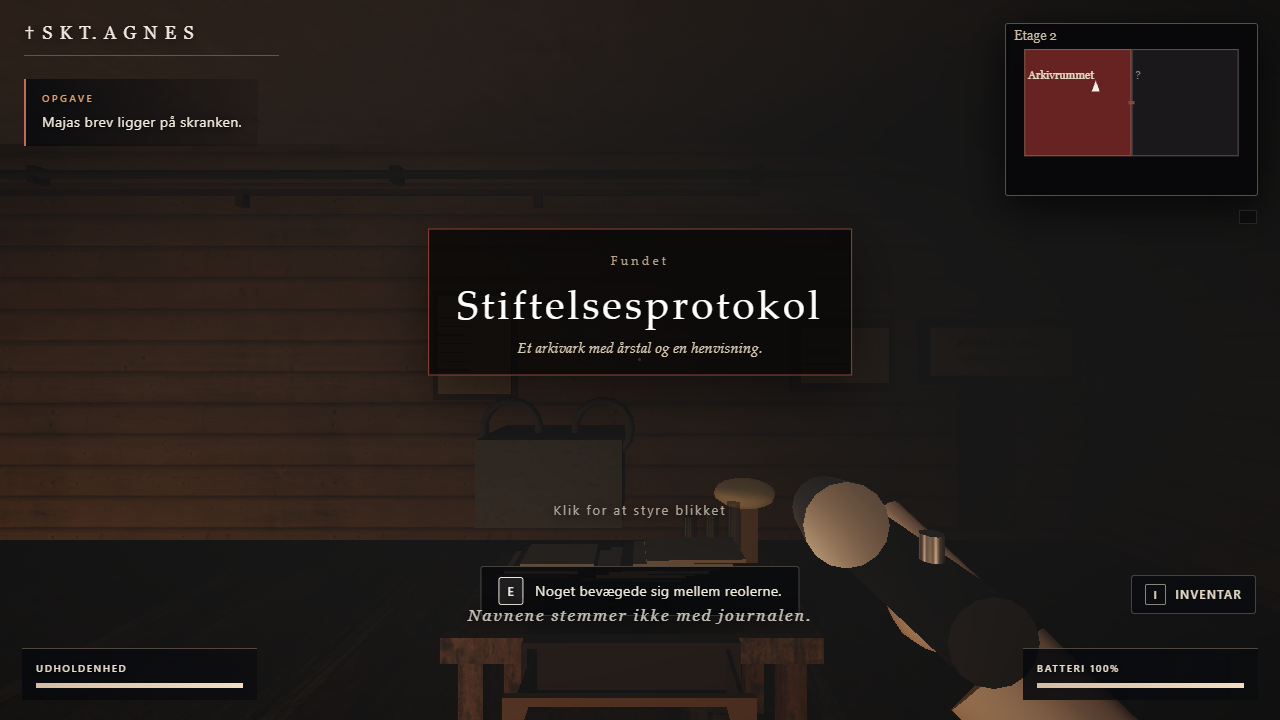 † SKT. AGNES
OPGAVE
Majas brev ligger på skranken.
Etage 2
Arkivrummet
?
Fundet
Stiftelsesprotokol
Et arkivark med årstal og en henvisning.
Klik for at styre blikket
E Noget bevægede sig mellem reolerne.
Navnene stemmer ikke med journalen.
I INVENTAR
UDHOLDENHED
BATTERI 100%